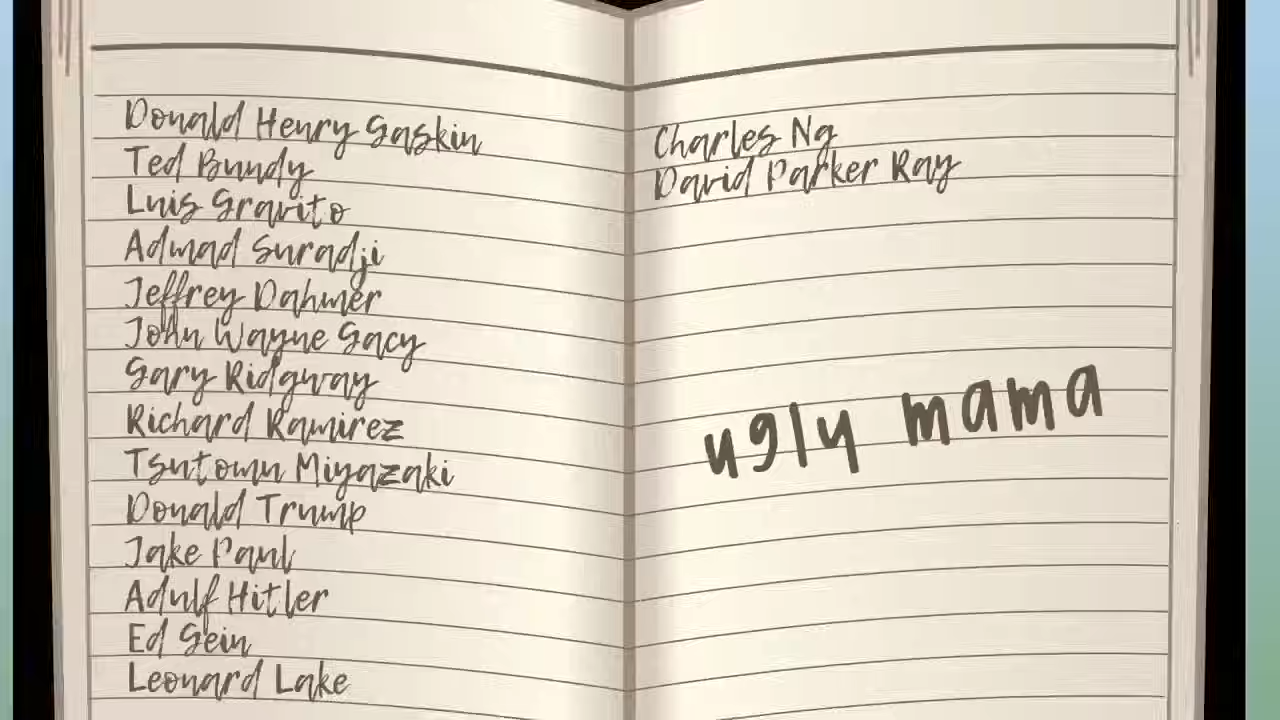 Donald Henry Gaskin
Ted Bundy
Luis Gravito
Admad Suradji
Jeffrey Dahmer
John Wayne Gacy
Gary Ridgway
Richard Ramirez
Tsutomu Miyazaki
Donald Trump
Jake Paul
Adulf Hitler
Ed Gein
Leonard Lake
Charles Ng
David Parker Ray
ugly mama